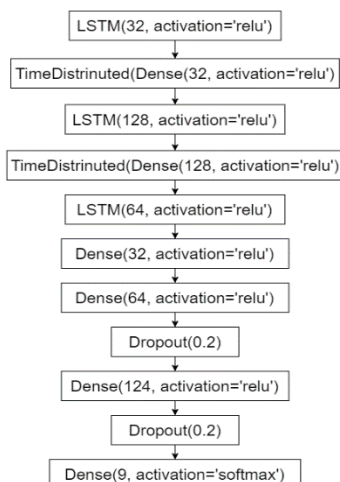 LSTM(32, activation='relu')
TimeDistrinuted(Dense(32, activation='relu')
LSTM(128, activation='relu')
TimeDistrinuted(Dense(128, activation='relu')
LSTM(64, activation='relu')
Dense(32, activation='relu')
Dense(64, activation='relu')
Dropout(0.2)
Dense(124, activation='relu')
Dropout(0.2)
Dense(9, activation='softmax')